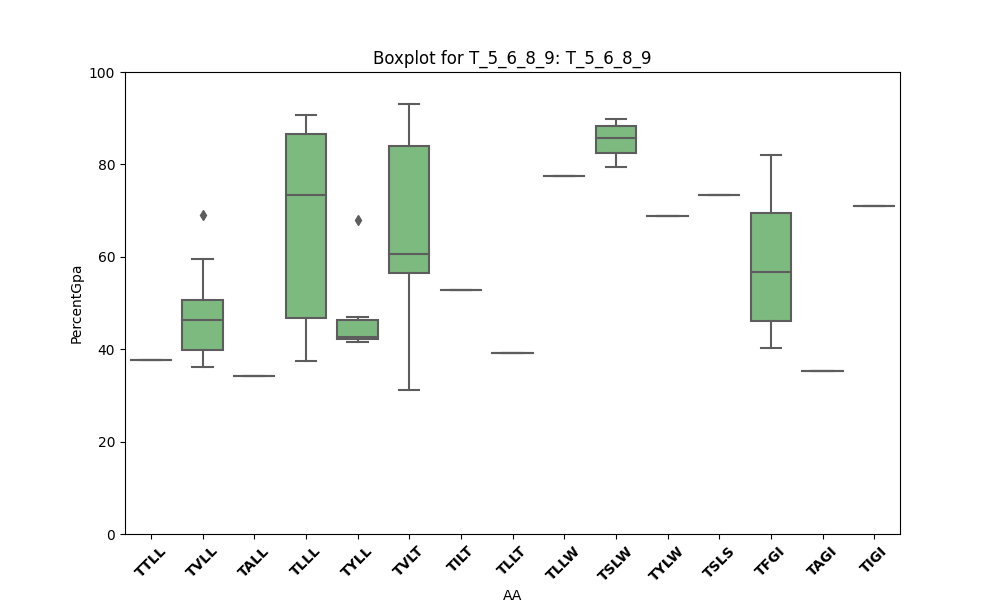 Boxplot for T_5_6_8_9: T_5_6_8_9
100
80
60
40
20
0
PercentGpa
TTLL TVLL TALL TLLL TYLL TVLT TILT TLLT TLLW TSLW TYLW TSLS TFGI TAGI TIGI
AA